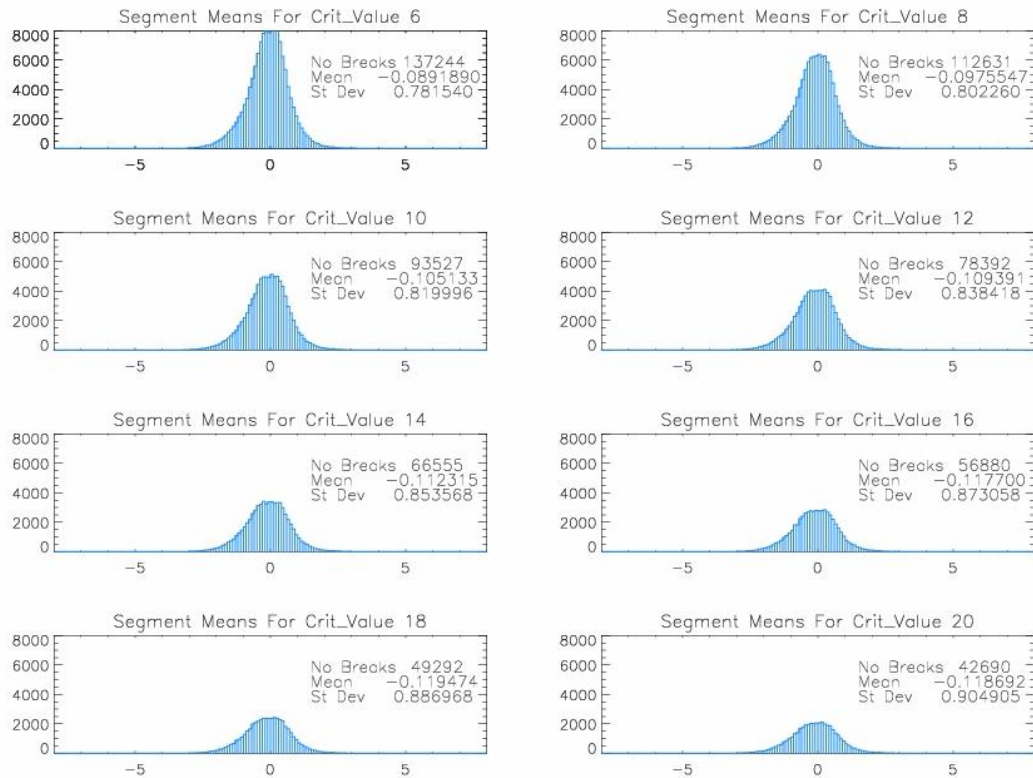 Segment Means For Crit_Value 6
8000
6000
4000
2000
0
No Breaks 137244
Mean -0.0891890
St Dev 0.781540
-5 0 5
Segment Means For Crit_Value 8
8000
6000
4000
2000
0
No Breaks 112631
Mean -0.0975547
St Dev 0.802260
-5 0 5
Segment Means For Crit_Value 10
8000
6000
4000
2000
0
No Breaks 93527
Mean -0.105133
St Dev 0.819996
-5 0 5
Segment Means For Crit_Value 12
8000
6000
4000
2000
0
No Breaks 78392
Mean -0.109391
St Dev 0.838418
-5 0 5
Segment Means For Crit_Value 14
8000
6000
4000
2000
0
No Breaks 66555
Mean -0.112315
St Dev 0.853568
-5 0 5
Segment Means For Crit_Value 16
8000
6000
4000
2000
0
No Breaks 56880
Mean -0.117700
St Dev 0.873058
-5 0 5
Segment Means For Crit_Value 18
8000
6000
4000
2000
0
No Breaks 49292
Mean -0.119474
St Dev 0.886968
-5 0 5
Segment Means For Crit_Value 20
8000
6000
4000
2000
0
No Breaks 42690
Mean -0.118692
St Dev 0.904905
-5 0 5